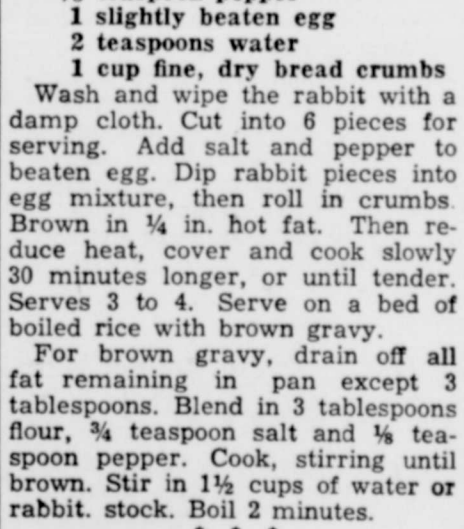 1 slightly beaten egg
2 teaspoons water
1 cup fine, dry bread crumbs
Wash and wipe the rabbit with a
damp cloth. Cut into 6 pieces for
serving. Add salt and pepper to
beaten egg. Dip rabbit pieces into
egg mixture, then roll in crumbs.
Brown in ¼ in. hot fat. Then re-
duce heat, cover and cook slowly
30 minutes longer, or until tender.
Serves 3 to 4. Serve on a bed of
boiled rice with brown gravy.
For brown gravy, drain off all
fat remaining in pan except 3
tablespoons. Blend in 3 tablespoons
flour, ¾ teaspoon salt and ⅛ tea-
spoon pepper. Cook, stirring until
brown. Stir in 1½ cups of water or
rabbit. stock. Boil 2 minutes.